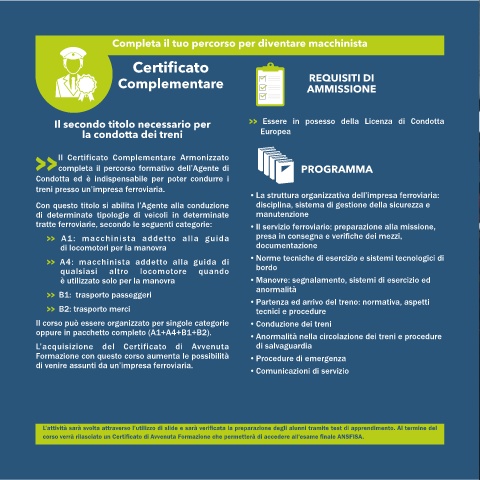 Completa il tuo percorso per diventare macchinista
Certificato
Complementare
Il secondo titolo necessario per
la condotta dei treni
>> Il Certificato Complementare Armonizzato
completa il percorso formativo dell'Agente di
Condotta ed è indispensabile per poter condurre i
treni presso un'impresa ferroviaria.
Con questo titolo si abilita l'Agente alla conduzione
di determinate tipologie di veicoli in determinate
tratte ferroviarie, secondo le seguenti categorie:
>> A1: macchinista addetto alla guida
di locomotori per la manovra
>> A4: macchinista addetto alla guida di
qualsiasi altro locomotore quando
è utilizzato solo per la manovra
>> B1: trasporto passeggeri
>> B2: trasporto merci
Il corso può essere organizzato per singole categorie
oppure in pacchetto completo (A1+A4+B1+B2).
L'acquisizione del Certificato di Avvenuta
Formazione con questo corso aumenta le possibilità
di venire assunti da un'impresa ferroviaria.
REQUISITI DI
AMMISSIONE
>> Essere in posesso della Licenza di Condotta
Europea
PROGRAMMA
• La struttura organizzativa dell'impresa ferroviaria:
disciplina, sistema di gestione della sicurezza e
manutenzione
• Il servizio ferroviario: preparazione alla missione,
presa in consegna e verifiche dei mezzi,
documentazione
• Norme tecniche di esercizio e sistemi tecnologici di
bordo
• Manovre: segnalamento, sistemi di esercizio ed
anormalità
• Partenza ed arrivo del treno: normativa, aspetti
tecnici e procedure
• Conduzione dei treni
• Anormalità nella circolazione dei treni e procedure
di salvaguardia
• Procedure di emergenza
• Comunicazioni di servizio
L'attività sarà svolta attraverso l'utilizzo di slide e sarà verificata la preparazione degli alunni tramite test di apprendimento. Al termine del
corso verrà rilasciato un Certificato di Avvenuta Formazione che permetterà di accedere all'esame finale ANSFISA.